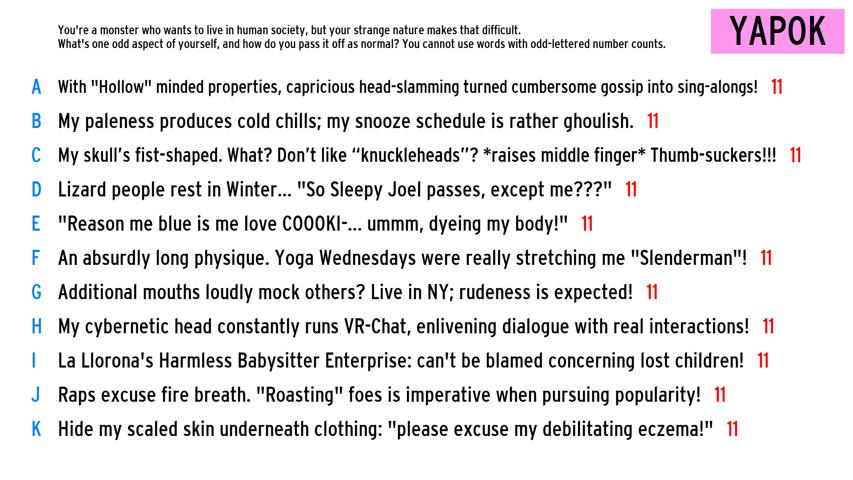 You're a monster who wants to live in human society, but your strange nature makes that difficult.
What's one odd aspect of yourself, and how do you pass it off as normal? You cannot use words with odd-lettered number counts.
YAPOK
A With "Hollow" minded properties, capricious head-slamming turned cumbersome gossip into sing-alongs! 11
B My paleness produces cold chills; my snooze schedule is rather ghoulish. 11
C My skull’s fist-shaped. What? Don’t like “knuckleheads”? *raises middle finger* Thumb-suckers!!! 11
D Lizard people rest in Winter... "So Sleepy Joel passes, except me???" 11
E "Reason me blue is me love COOOKI-... ummm, dyeing my body!" 11
F An absurdly long physique. Yoga Wednesdays were really stretching me "Slenderman"! 11
G Additional mouths loudly mock others? Live in NY; rudeness is expected! 11
H My cybernetic head constantly runs VR-Chat, enlivening dialogue with real interactions! 11
I La Llorona's Harmless Babysitter Enterprise: can't be blamed concerning lost children! 11
J Raps excuse fire breath. "Roasting" foes is imperative when pursuing popularity! 11
K Hide my scaled skin underneath clothing: "please excuse my debilitating eczema!" 11